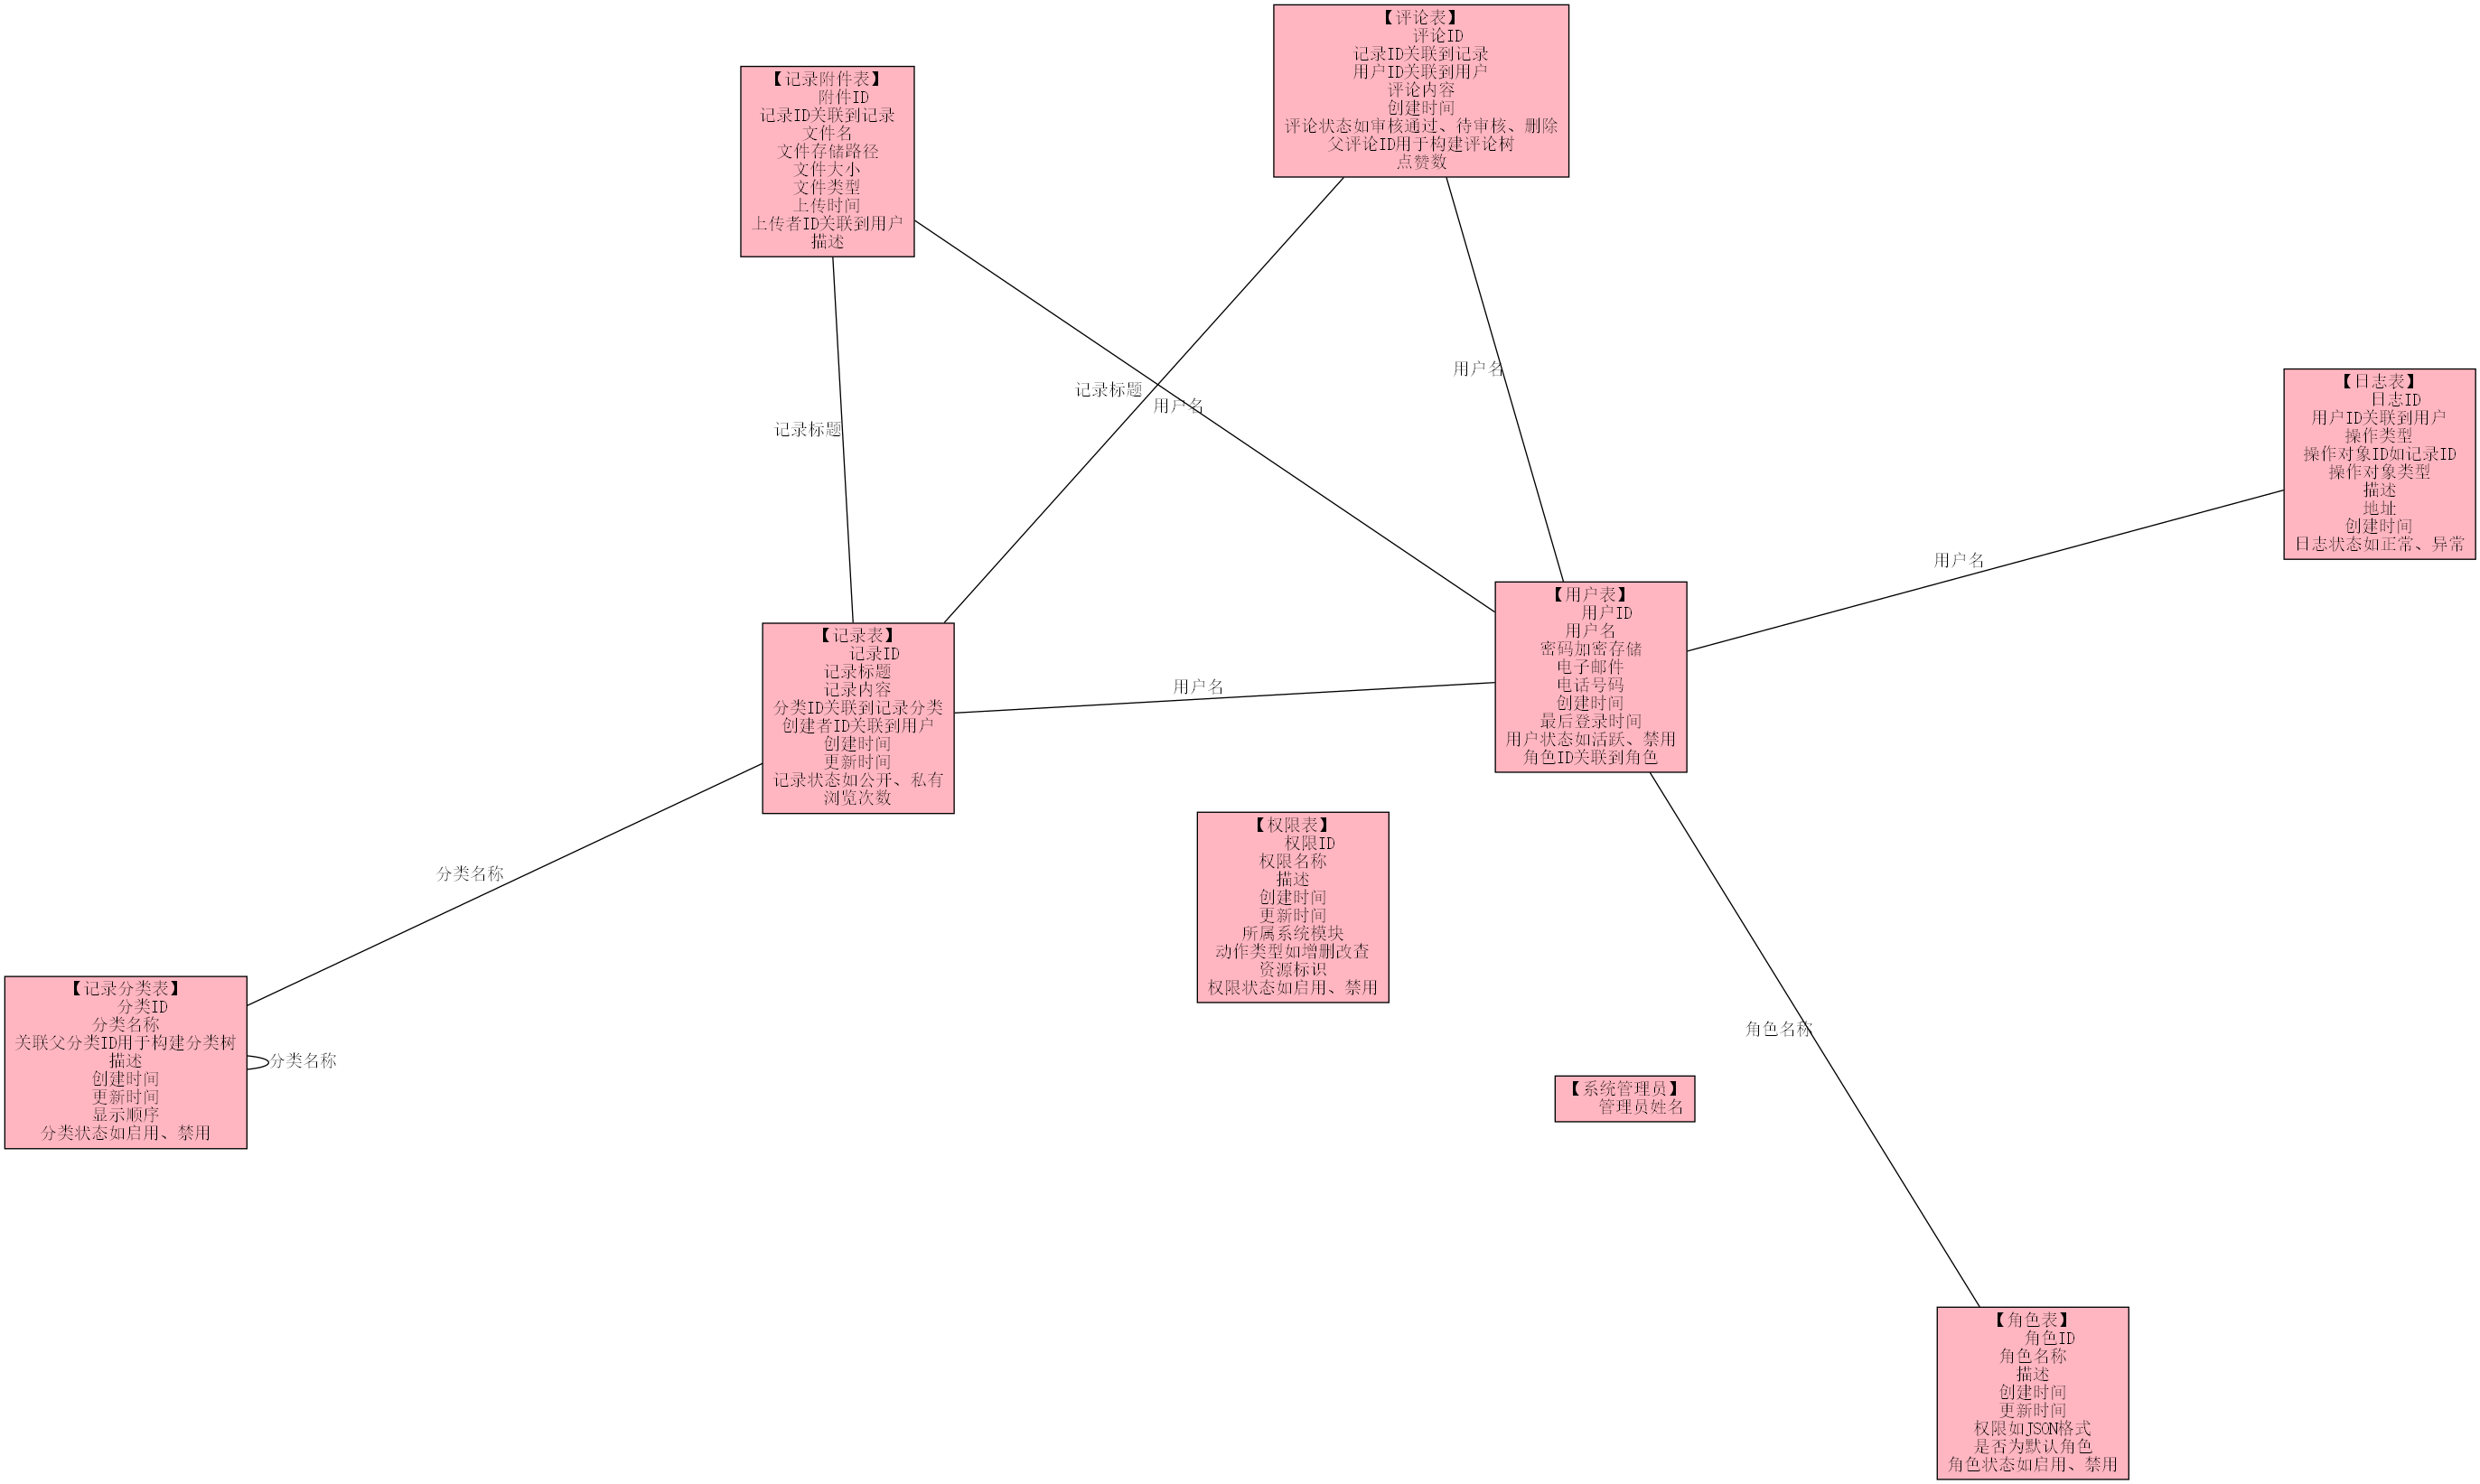 【评论表】
评论ID
记录ID关联到记录
用户ID关联到用户
评论内容
创建时间
评论状态如审核通过、待审核、删除
父评论ID用于构建评论树
点赞数
【记录附件表】
附件ID
记录ID关联到记录
文件名
文件存储路径
文件大小
文件类型
上传时间
上传者ID关联到用户
描述
用户名
记录标题
用户名
记录标题
【日志表】
日志ID
用户ID关联到用户
操作类型
操作对象ID如记录ID
操作对象类型
描述
地址
创建时间
日志状态如正常、异常
用户名
【用户表】
用户ID
用户名
密码加密存储
电子邮件
电话号码
创建时间
最后登录时间
用户状态如活跃、禁用
角色ID关联到角色
【记录表】
记录ID
记录标题
记录内容
分类ID关联到记录分类
创建者ID关联到用户
创建时间
更新时间
记录状态如公开、私有
浏览次数
用户名
【权限表】
权限ID
权限名称
描述
创建时间
更新时间
所属系统模块
动作类型如增删改查
资源标识
权限状态如启用、禁用
分类名称
【记录分类表】
分类ID
分类名称
关联父分类ID用于构建分类树
描述
创建时间
更新时间
显示顺序
分类状态如启用、禁用
分类名称
角色名称
【系统管理员】
管理员姓名
【角色表】
角色ID
角色名称
描述
创建时间
更新时间
权限如JSON格式
是否为默认角色
角色状态如启用、禁用